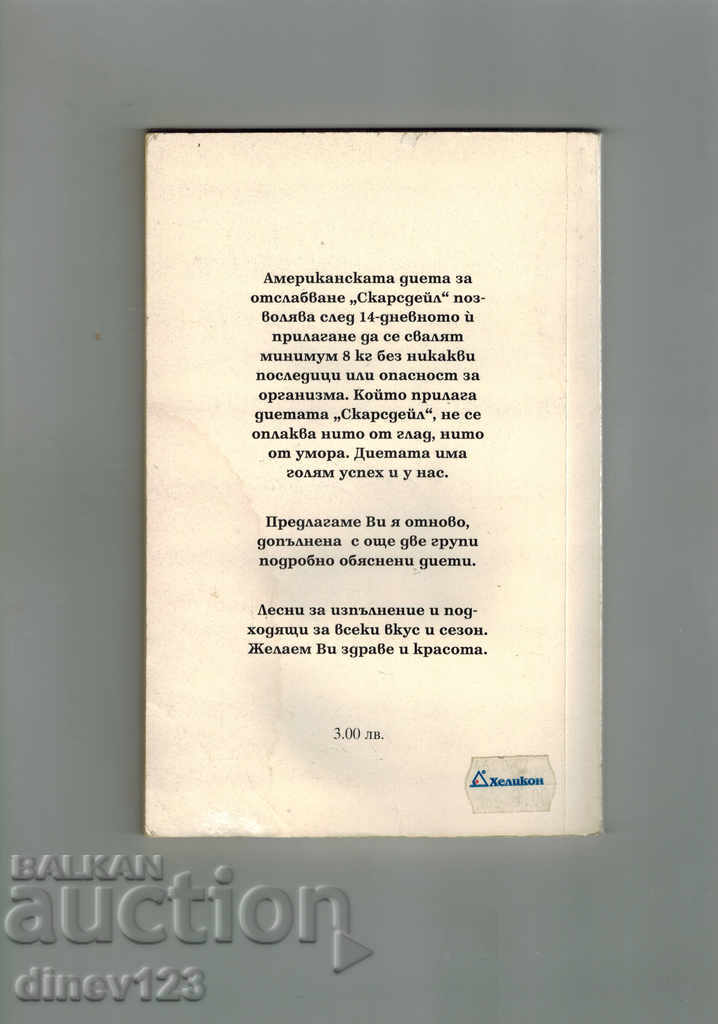 Американската диета за
отслабване „Скарсдейл“ поз-
волява след 14-дневното ѝ
прилагане да се свалят
минимум 8 кг без никакви
последици или опасност за
организма. Който прилага
диетата „Скарсдейл“, не се
оплаква нито от глад, нито
от умора. Диетата има
голям успех и у нас.
Предлагаме Ви я отново,
допълнена с още две групи
подробно обяснени диети.
Лесни за изпълнение и под-
ходящи за всеки вкус и сезон.
Желаем Ви здраве и красота.
3.00 лв.
Хеликон
BALKAN
auction
dinev123